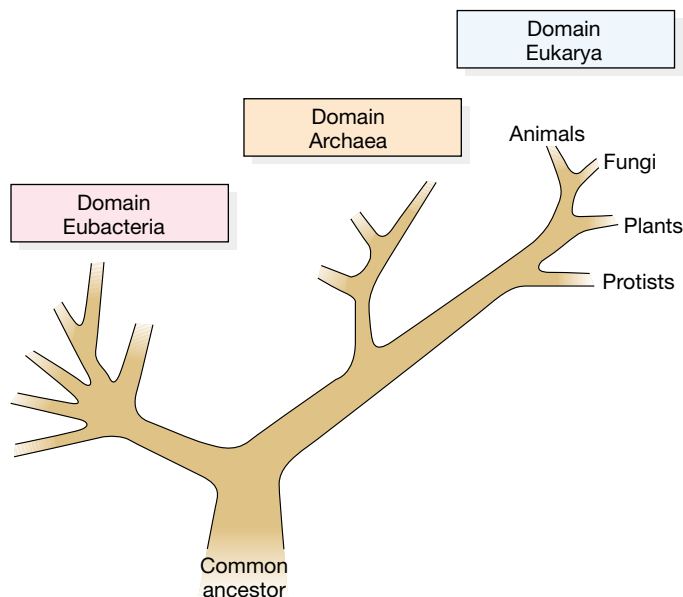 Domain
Eukarya
Domain
Archaea
Domain
Eubacteria
Animals
Fungi
Plants
Protists
Common
ancestor